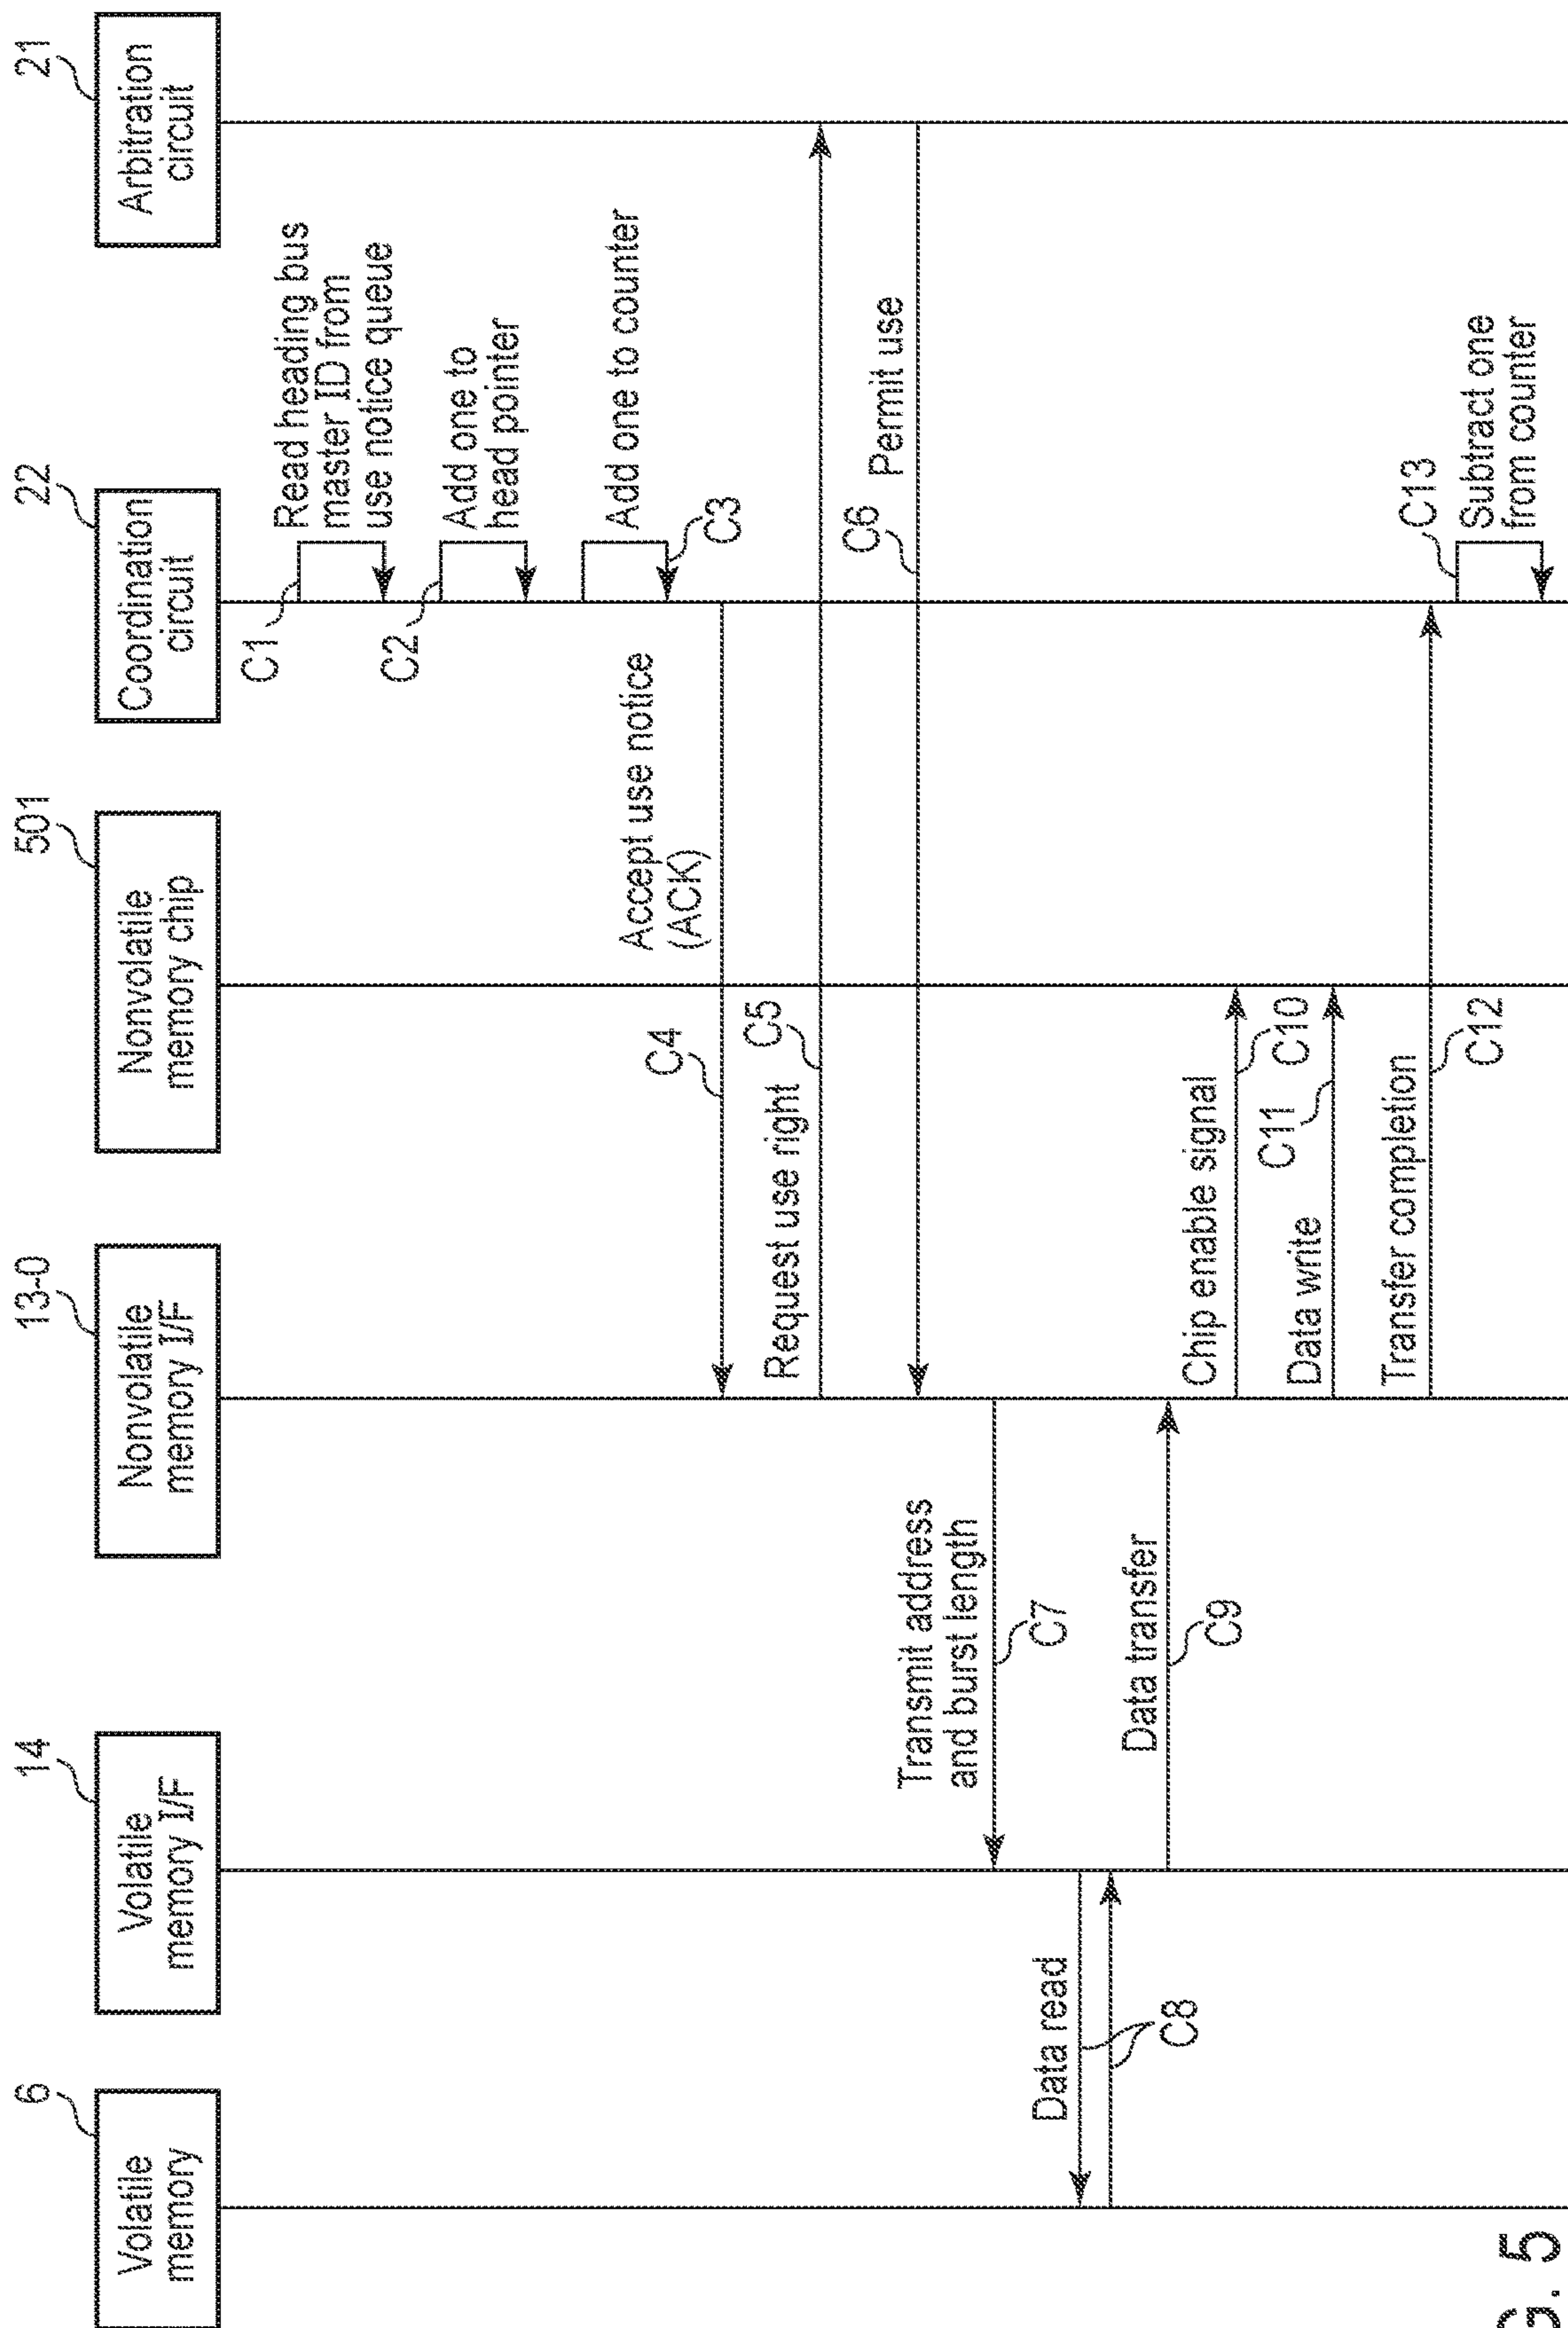 6
Volatile
memory
14
Volatile
memory I/F
13-0
Nonvolatile
memory I/F
501
Nonvolatile
memory chip
22
Coordination
circuit
21
Arbitration
circuit
C1
Read heading bus
master ID from
use notice queue
C2
Add one to
head pointer
Add one to counter
C3
Accept use notice
(ACK)
C4
Request use right
C5
C6
Permit use
Transmit address
and burst length
C7
Data read
C8
Data transfer
C9
Chip enable signal
C10
Data write
C11
Transfer completion
C12
C13
Subtract one
from counter
G. 5